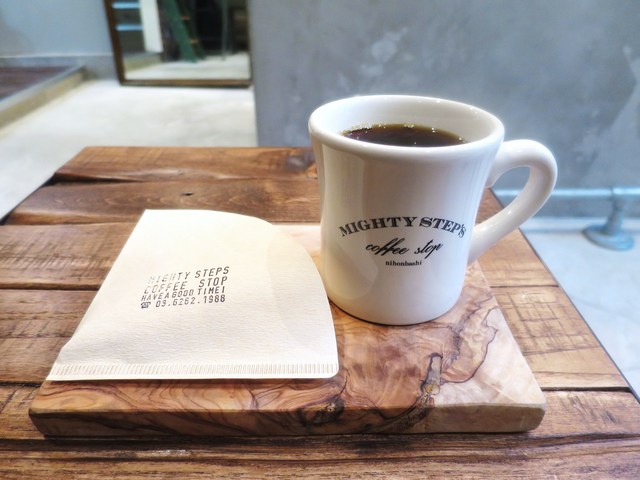 MIGHTY STEPS
COFFEE STOP
HAVE A GOOD TIME!
☎ 03.6262.1988
MIGHTY STEPS
coffee stop
nihonbashi